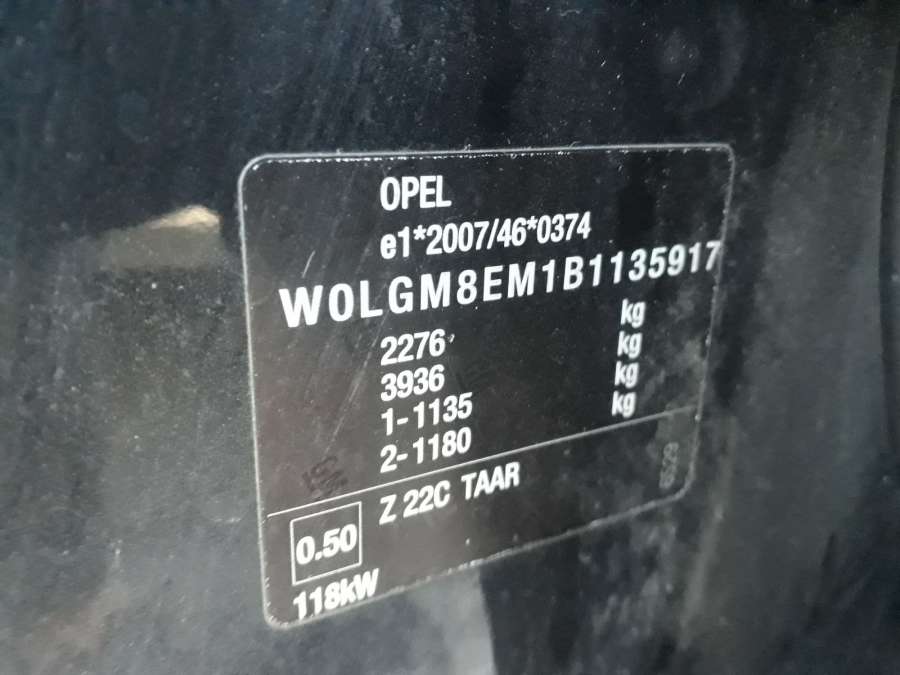 OPEL
e1*2007/46*0374
W0LGM8EM1B1135917
2276 kg
3936 kg
1-1135 kg
2-1180 kg
Z 22C TAAR
0.50
118kW